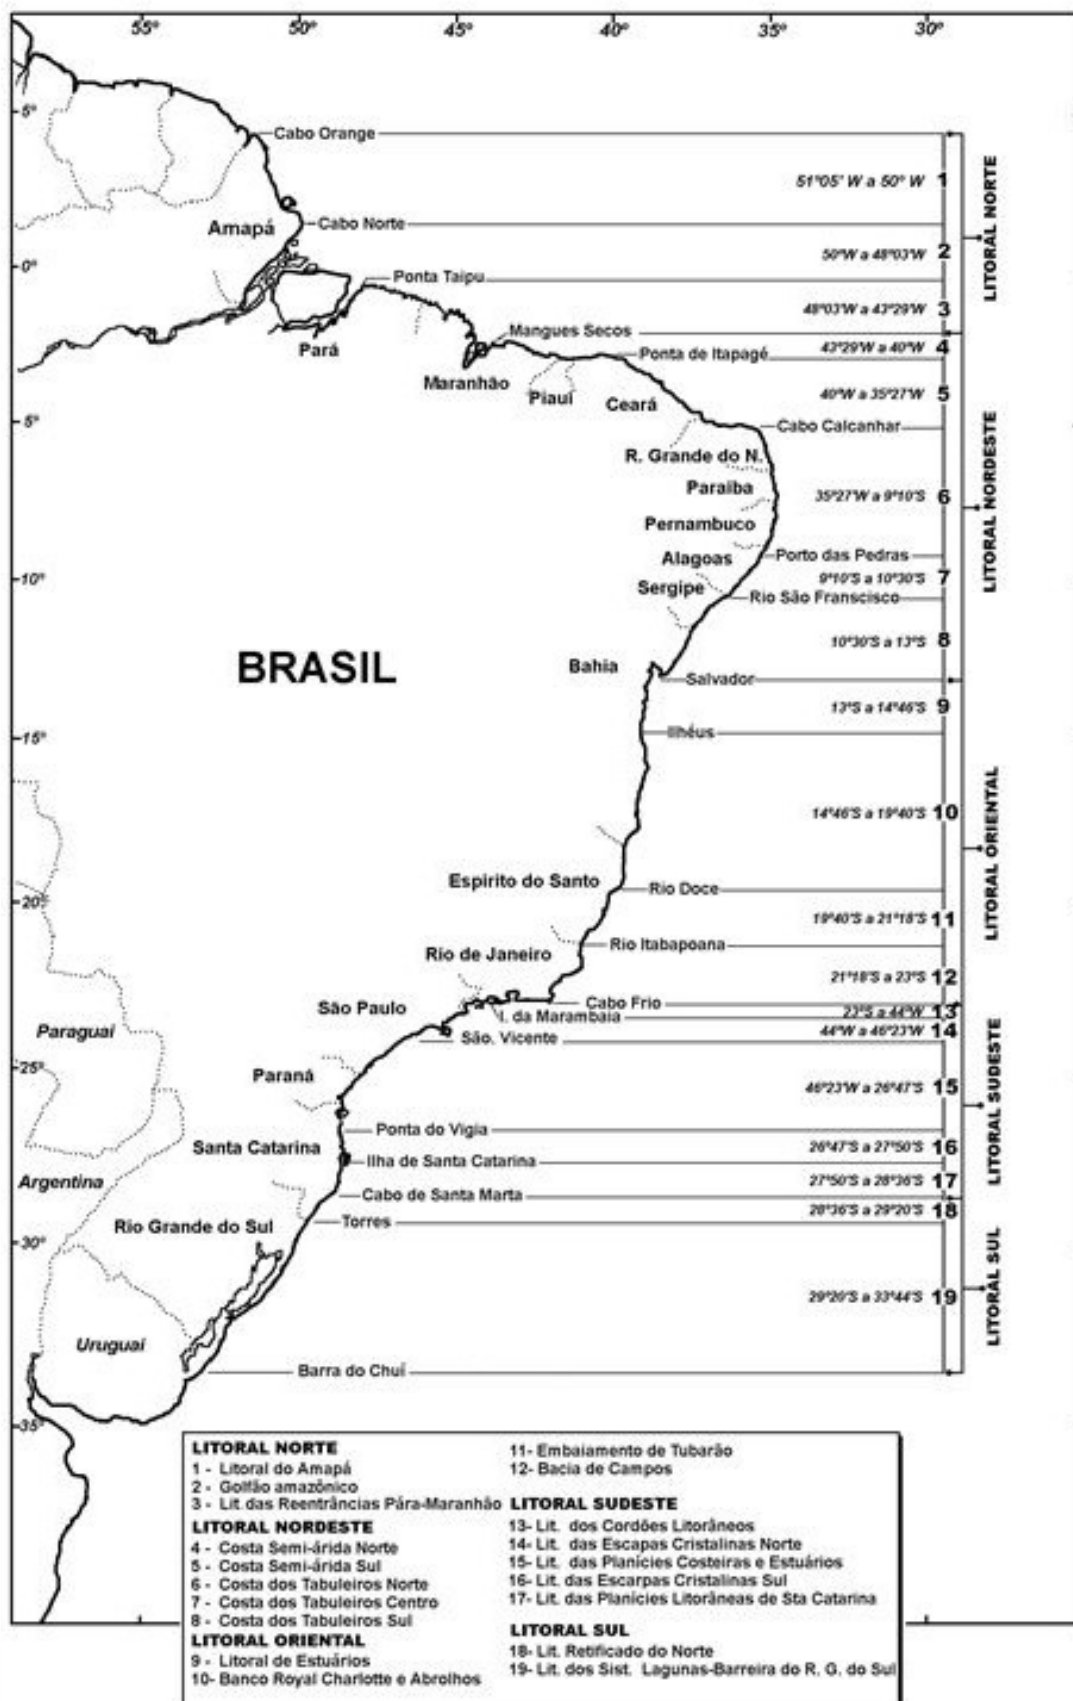 55° 50° 45° 40° 35° 30°
5°
Cabo Orange
51°05' W a 50° W 1
Amapá
Cabo Norte
50°W a 48°03'W 2
0°
Ponta Taipu
48°03'W a 43°29'W 3
LITORAL NORTE
Pará
Mangues Secos
43°29'W a 40°W 4
Ponta de Itapagé
Maranhão
Piauí
Ceará
40°W a 35°27'W 5
5°
Cabo Calcanhar
R. Grande do N.
Paraiba
35°27'W a 9°10'S 6
Pernambuco
LITORAL NORDESTE
Alagoas
Porto das Pedras
10°
9°10'S a 10°30'S 7
Sergipe
Rio São Franscisco
10°30'S a 13°S 8
BRASIL
Bahia
Salvador
13°S a 14°46'S 9
15°
Ilhéus
14°46'S a 19°40'S 10
LITORAL ORIENTAL
Espirito do Santo
Rio Doce
20°
19°40'S a 21°18'S 11
Rio de Janeiro
Rio Itabapoana
21°18'S a 23°S 12
São Paulo
Cabo Frio
23°S a 44°W 13
I. da Marambaia
44°W a 46°23'W 14
Paraguai
São. Vicente
25°
Paraná
46°23'W a 26°47'S 15
LITORAL SUDESTE
Ponta do Vigia
Santa Catarina
26°47'S a 27°50'S 16
Ilha de Santa Catarina
Argentina
27°50'S a 28°36'S 17
Cabo de Santa Marta
28°36'S a 29°20'S 18
Rio Grande do Sul
Torres
30°
29°20'S a 33°44'S 19
LITORAL SUL
Uruguai
Barra do Chuí
35°
LITORAL NORTE
1 - Litoral do Amapá
2 - Golfão amazônico
3 - Lit. das Reentrâncias Pára-Maranhão
LITORAL NORDESTE
4 - Costa Semi-árida Norte
5 - Costa Semi-árida Sul
6 - Costa dos Tabuleiros Norte
7 - Costa dos Tabuleiros Centro
8 - Costa dos Tabuleiros Sul
LITORAL ORIENTAL
9 - Litoral de Estuários
10- Banco Royal Charlotte e Abrolhos
11- Embaiamento de Tubarão
12- Bacia de Campos
LITORAL SUDESTE
13- Lit. dos Cordões Litorâneos
14- Lit. das Escapas Cristalinas Norte
15- Lit. das Planícies Costeiras e Estuários
16- Lit. das Escarpas Cristalinas Sul
17- Lit. das Planícies Litorâneas de Sta Catarina
LITORAL SUL
18- Lit. Retificado do Norte
19- Lit. dos Sist. Lagunas-Barreira do R. G. do Sul